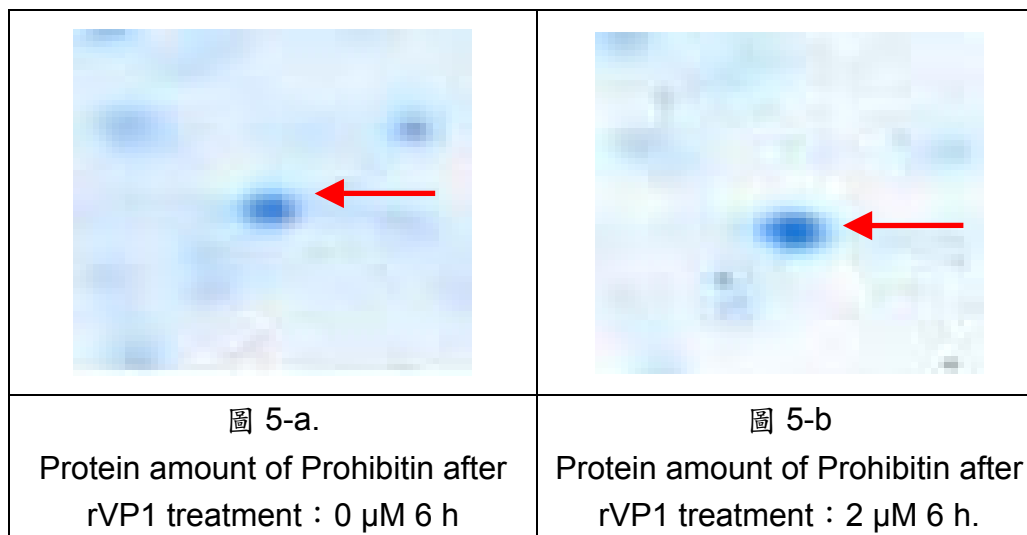 圖 5-a.
Protein amount of Prohibitin after
rVP1 treatment：0 μM 6 h
圖 5-b
Protein amount of Prohibitin after
rVP1 treatment：2 μM 6 h.